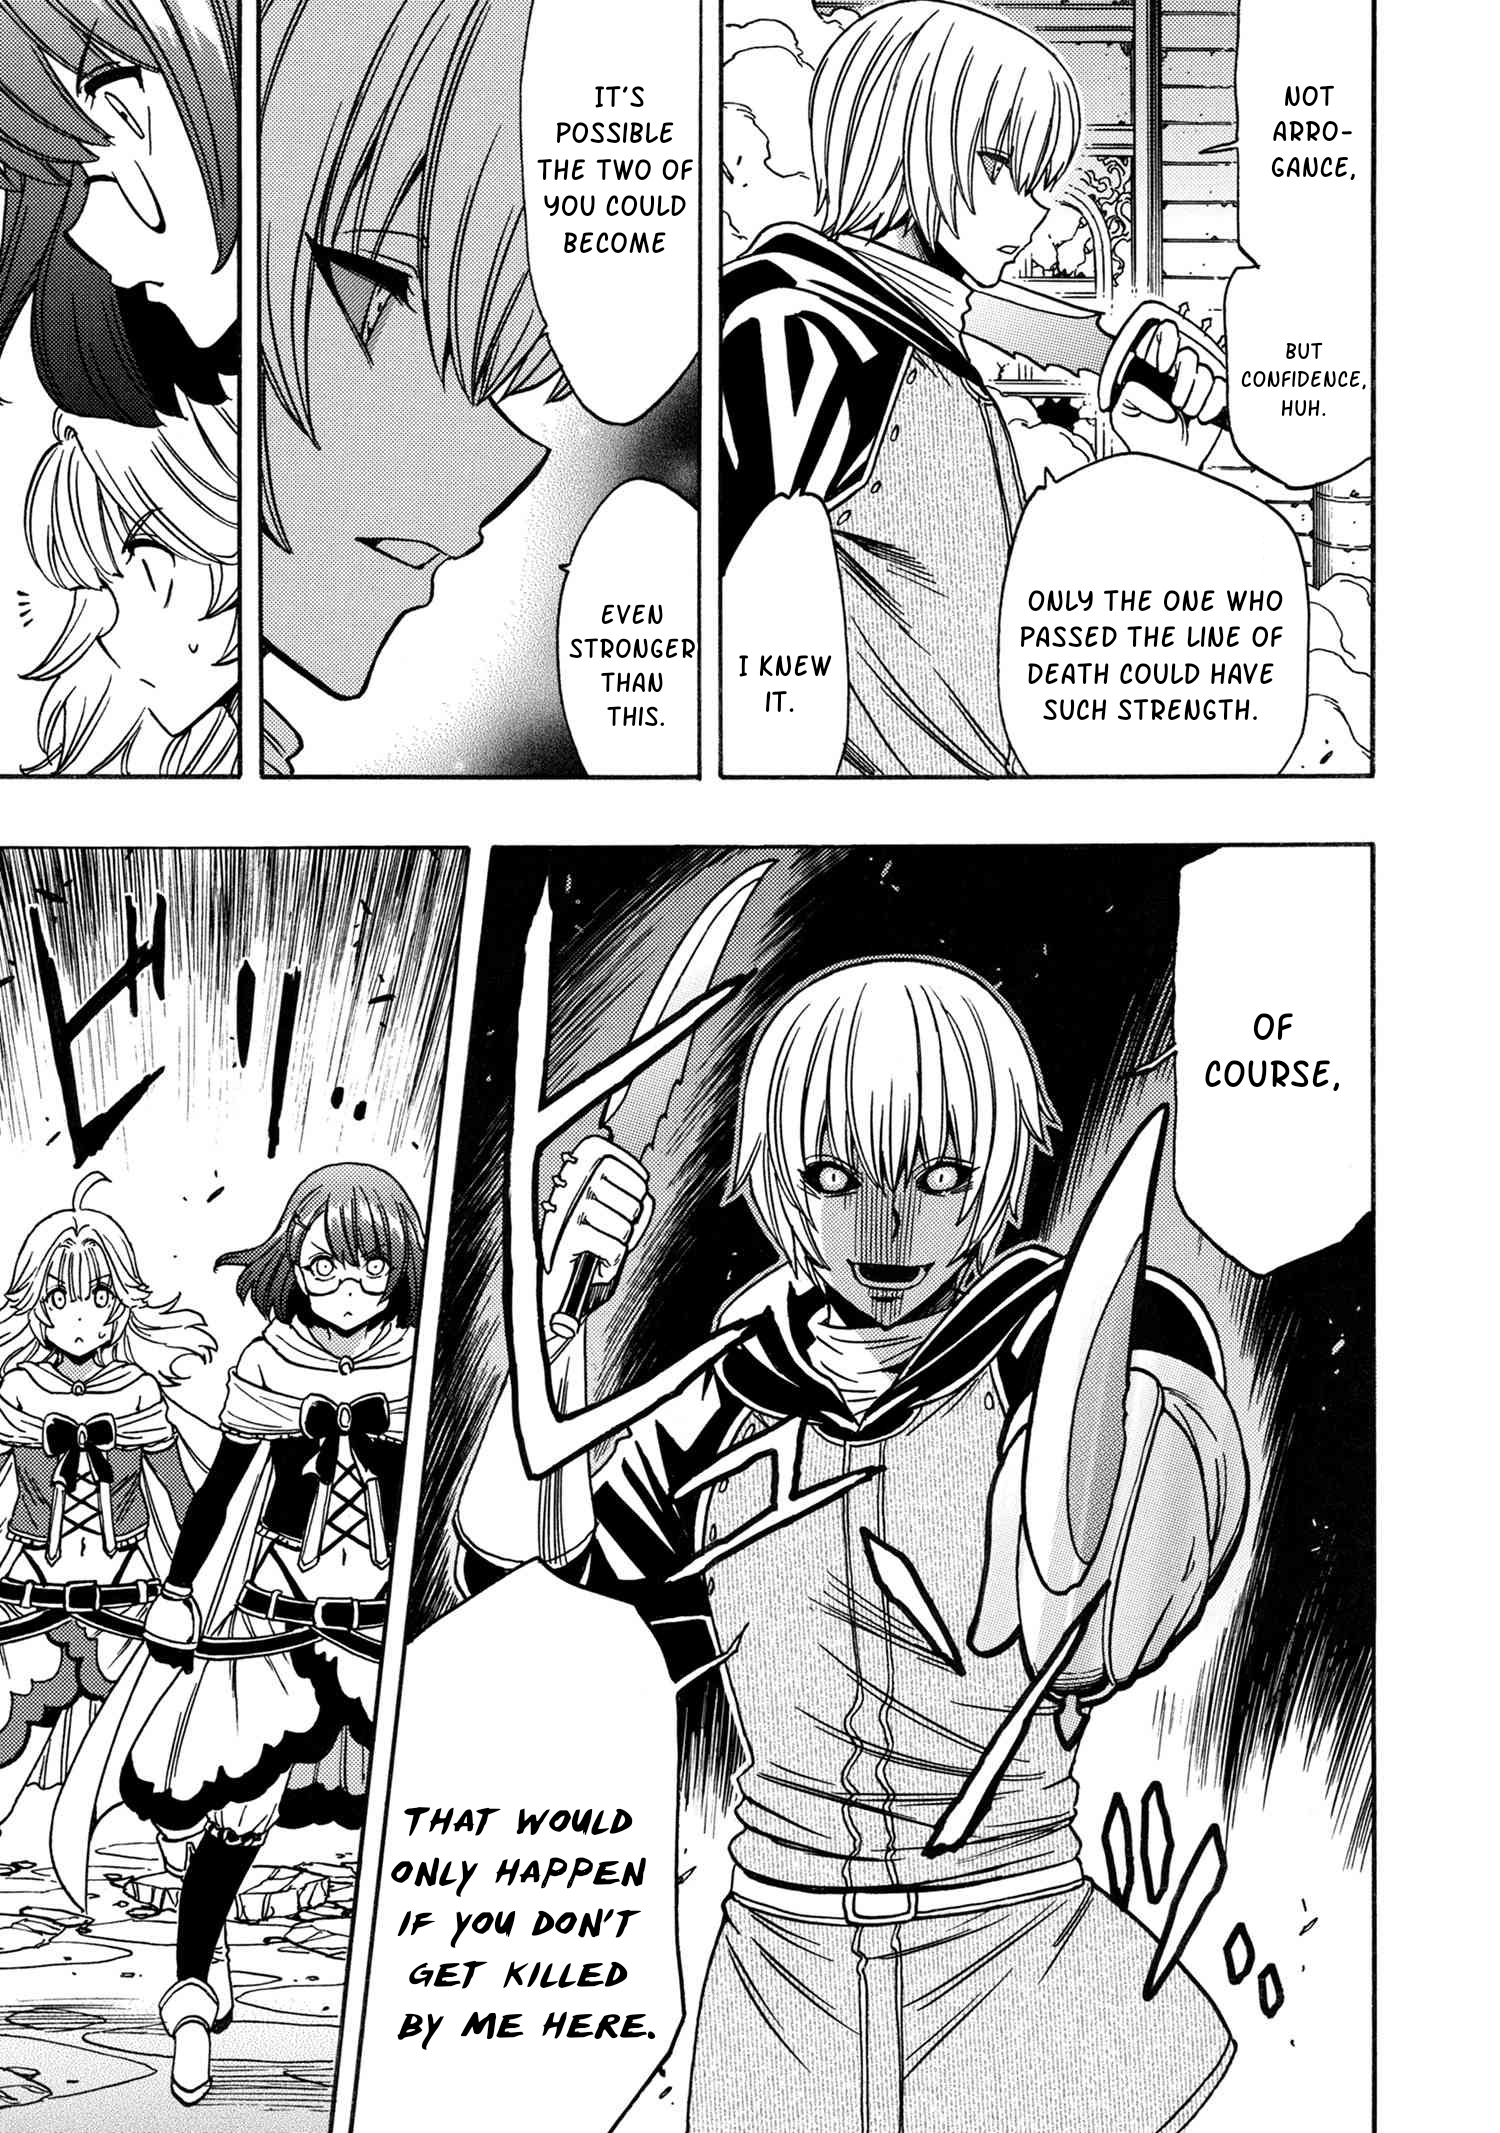 NOT
ARRO-
GANCE,
BUT
CONFIDENCE,
HUH.
ONLY THE ONE WHO
PASSED THE LINE OF
DEATH COULD HAVE
SUCH STRENGTH.
I KNEW
IT.
IT'S
POSSIBLE
THE TWO OF
YOU COULD
BECOME
EVEN
STRONGER
THAN
THIS.
OF
COURSE,
THAT WOULD
ONLY HAPPEN
IF YOU DON'T
GET KILLED
BY ME HERE.